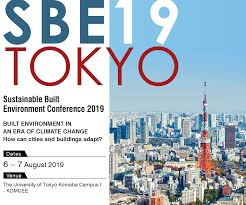 SBE19
TOKYO
Sustainable Built
Environment Conference 2019
BUILT ENVIRONMENT IN
AN ERA OF CLIMATE CHANGE
How can cities and buildings adapt?
Dates
6 ~ 7 August 2019
Venue
The University of Tokyo Komaba Campus I
- KOMCEE